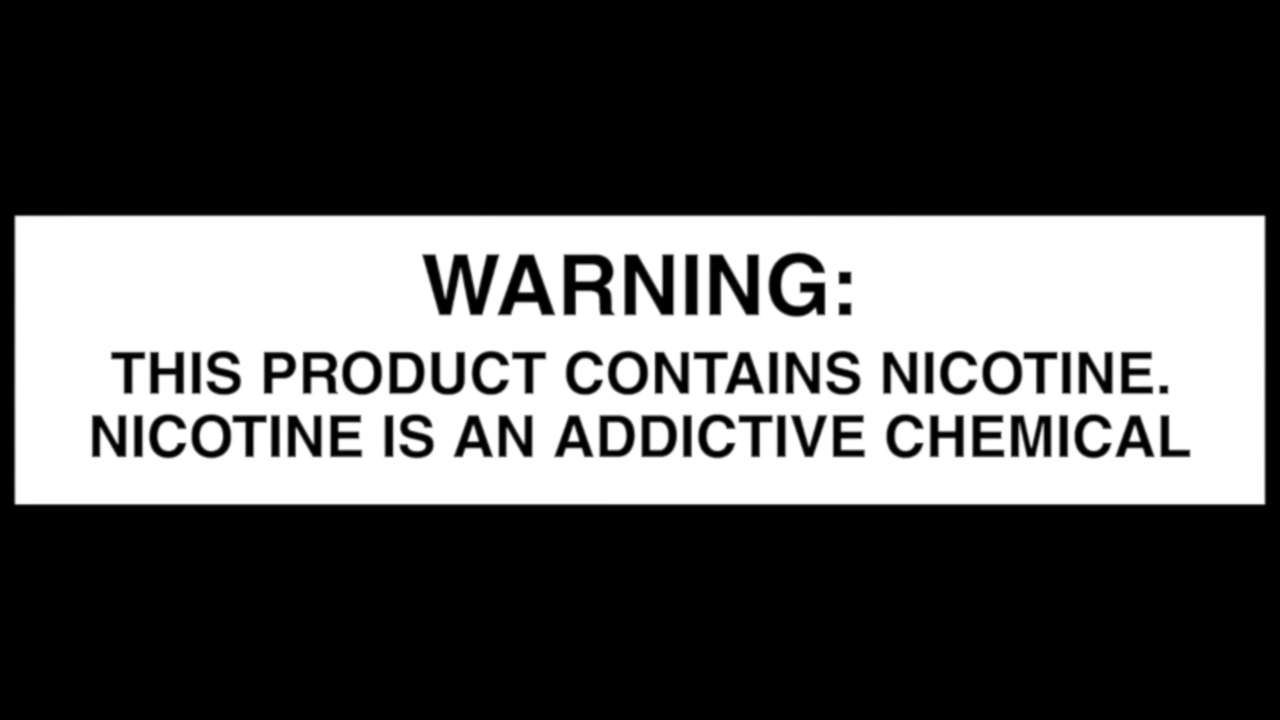 WARNING:
THIS PRODUCT CONTAINS NICOTINE.
NICOTINE IS AN ADDICTIVE CHEMICAL